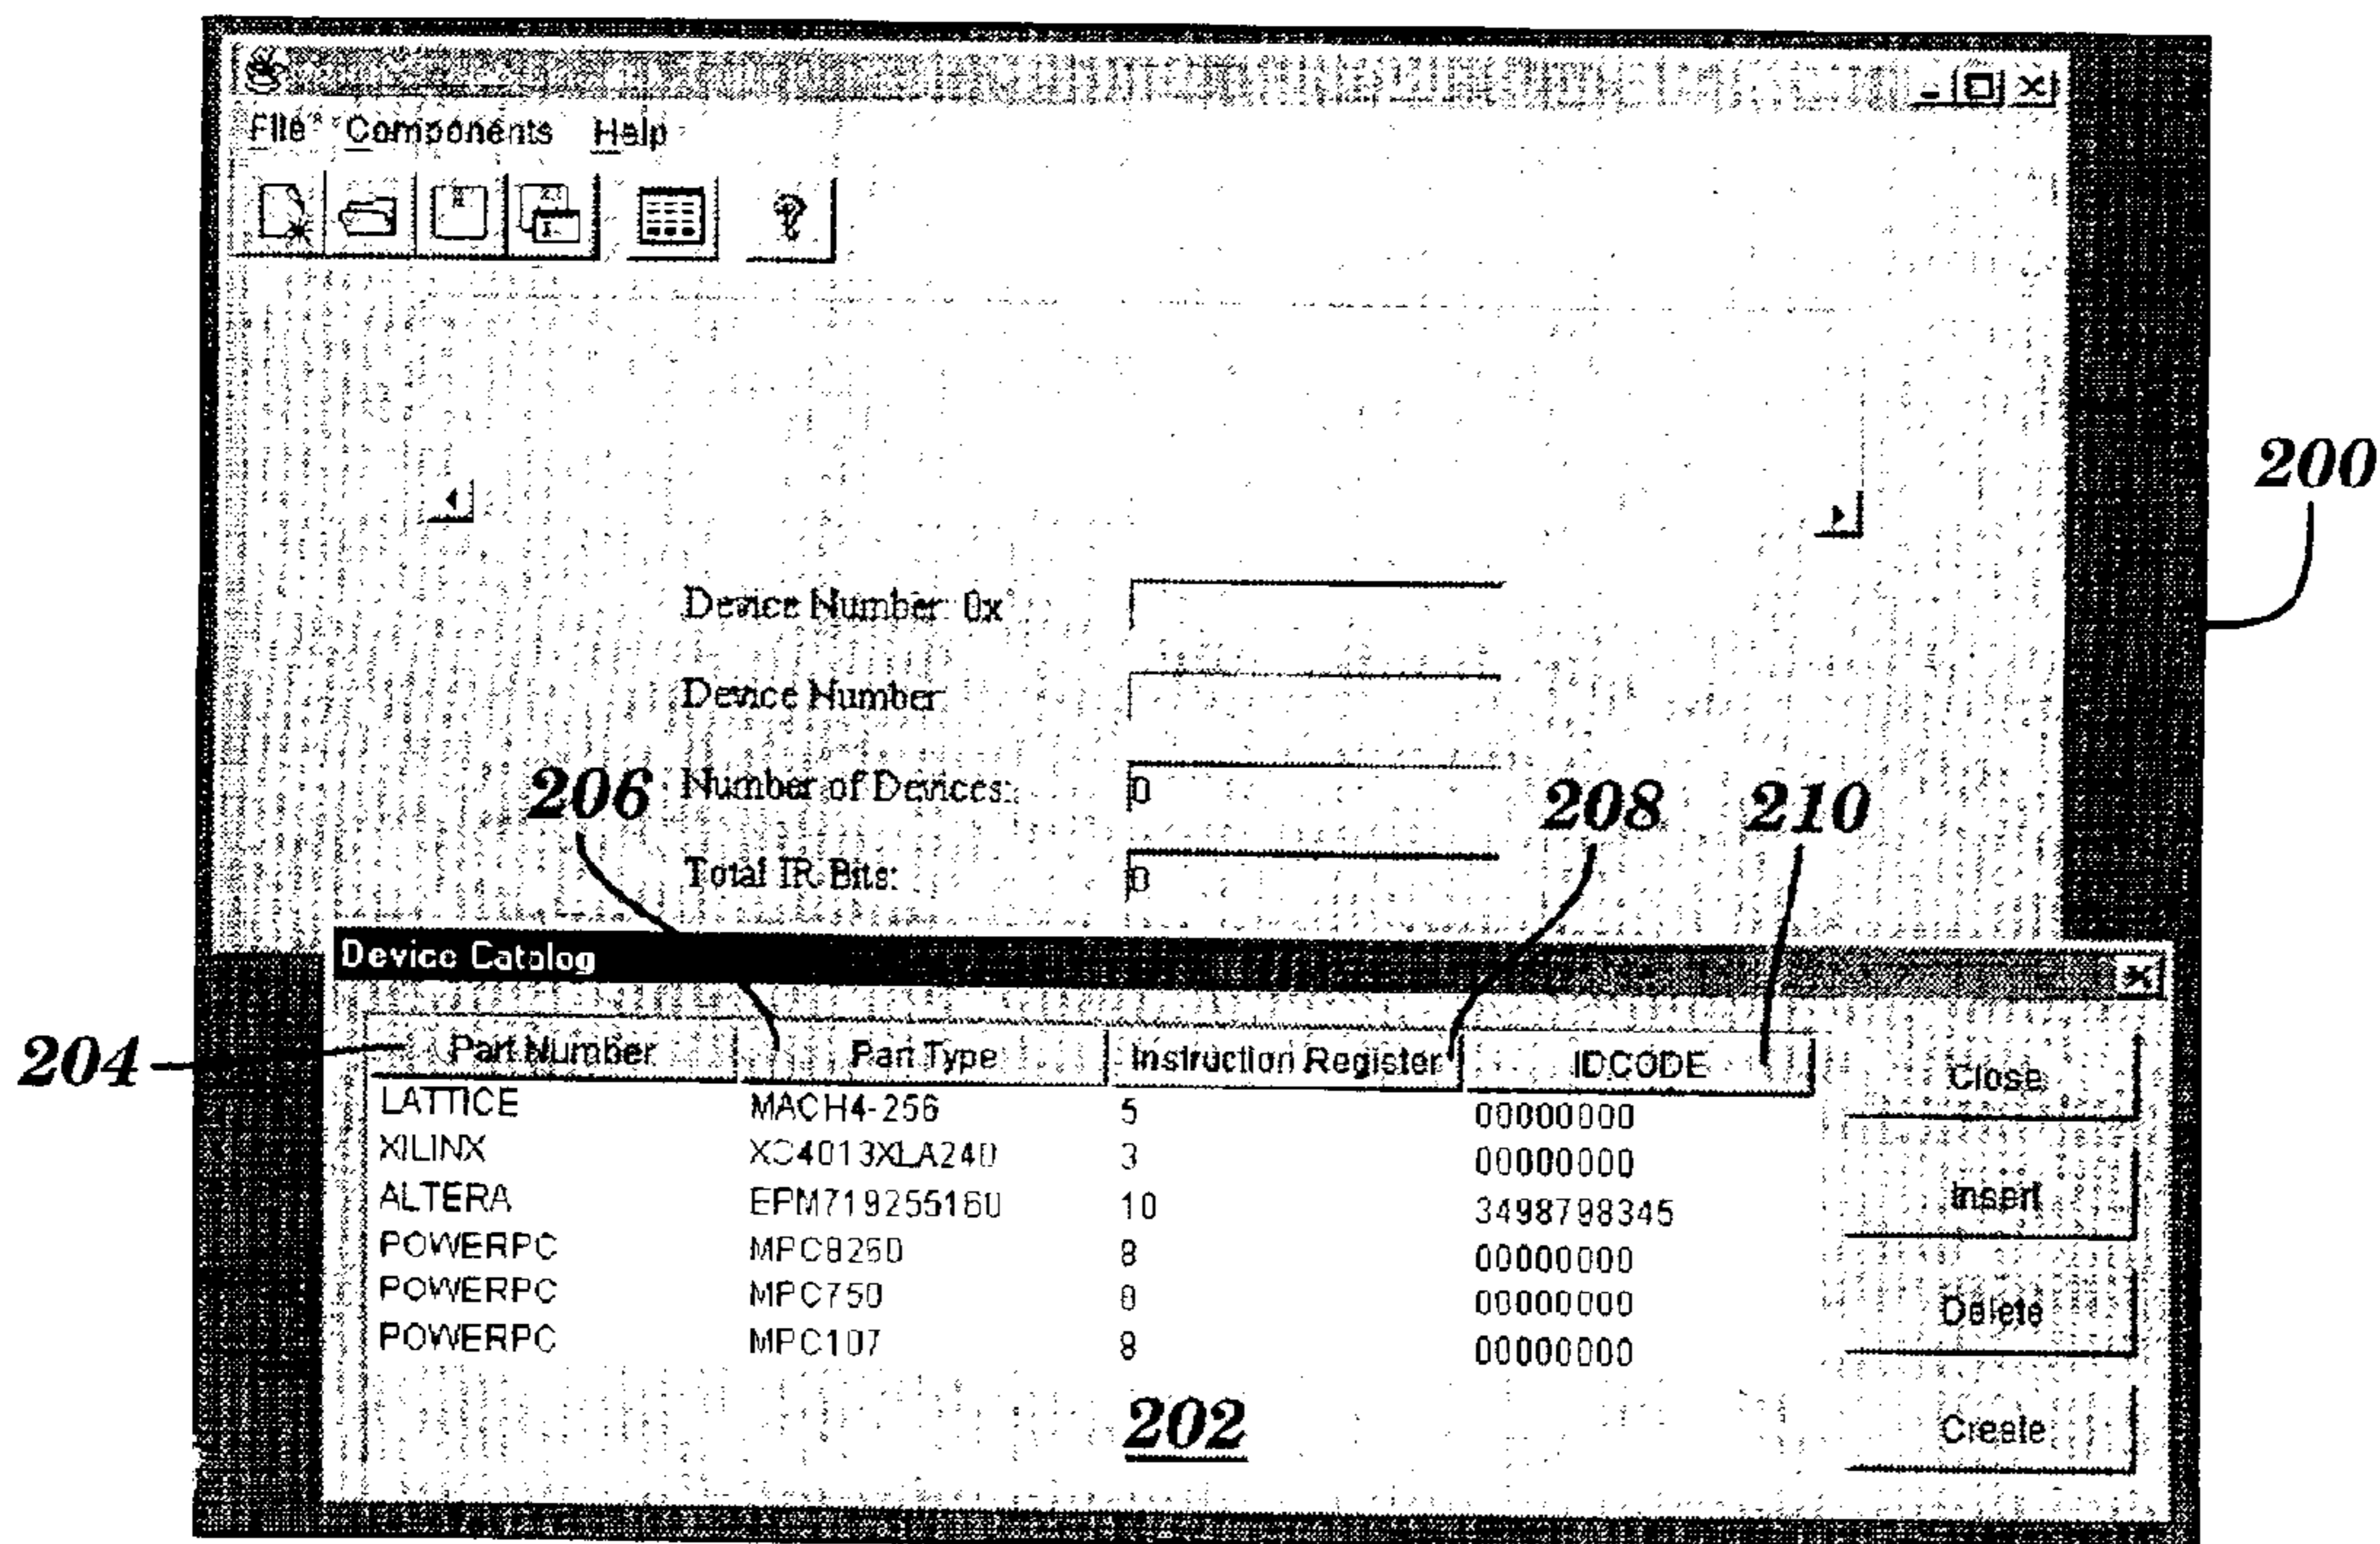 File Components Help
200
Device Number 0x
Device Number
206 Number of Devices: 0 208 210
Total IR Bits: 0
Device Catalog
204 Part Number Part Type Instruction Register IDCODE Close
LATTICE MACH4-256 5 00000000
XILINX XC4013XLA240 3 00000000
ALTERA 10 3498798345 Insert
POWERPC MPC8260 8 00000000
POWERPC MPC750 8 00000000 Delete
POWERPC MPC107 8 00000000
202 Create